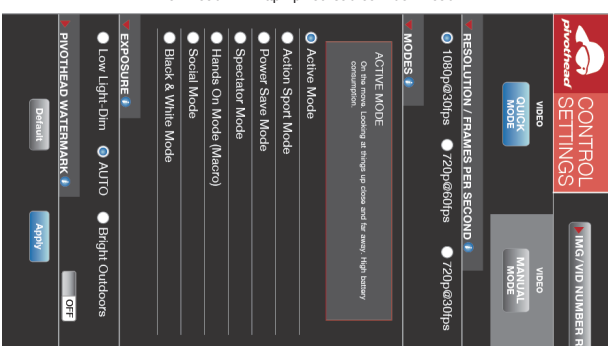 pivothead
CONTROL
SETTINGS
IMG/VID NUMBER R
VIDEO
QUICK
MODE
VIDEO
MANUAL
MODE
RESOLUTION / FRAMES PER SECOND
1080p@30fps
720p@60fps
720p@30fps
MODES
ACTIVE MODE
On the move. Looking at things up close and far away. High battery
consumption.
Active Mode
Action Sport Mode
Power Save Mode
Spectator Mode
Hands On Mode (Macro)
Social Mode
Black & White Mode
EXPOSURE
Low Light-Dim
AUTO
Bright Outdoors
PIVOTHEAD WATERMARK
OFF
Default
Apply